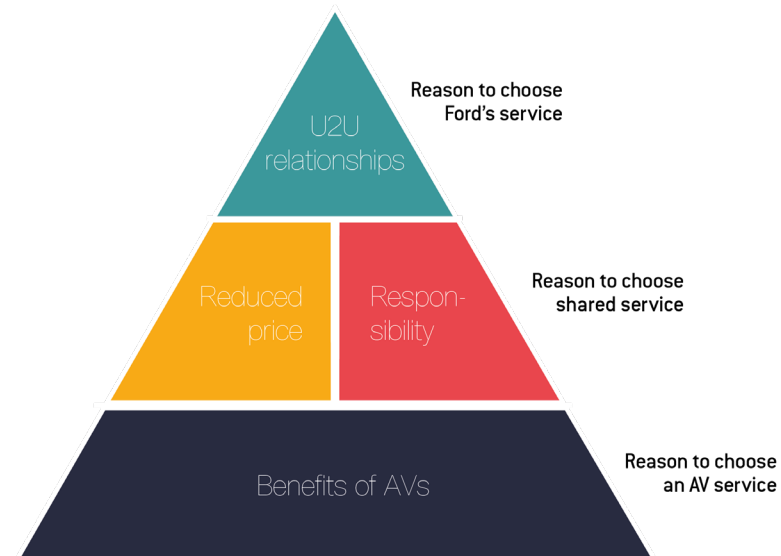 Reason to choose
Ford's service
U2U
relationships
Reason to choose
shared service
Reduced
price
Respon-
sibility
Reason to choose
an AV service
Benefits of AVs